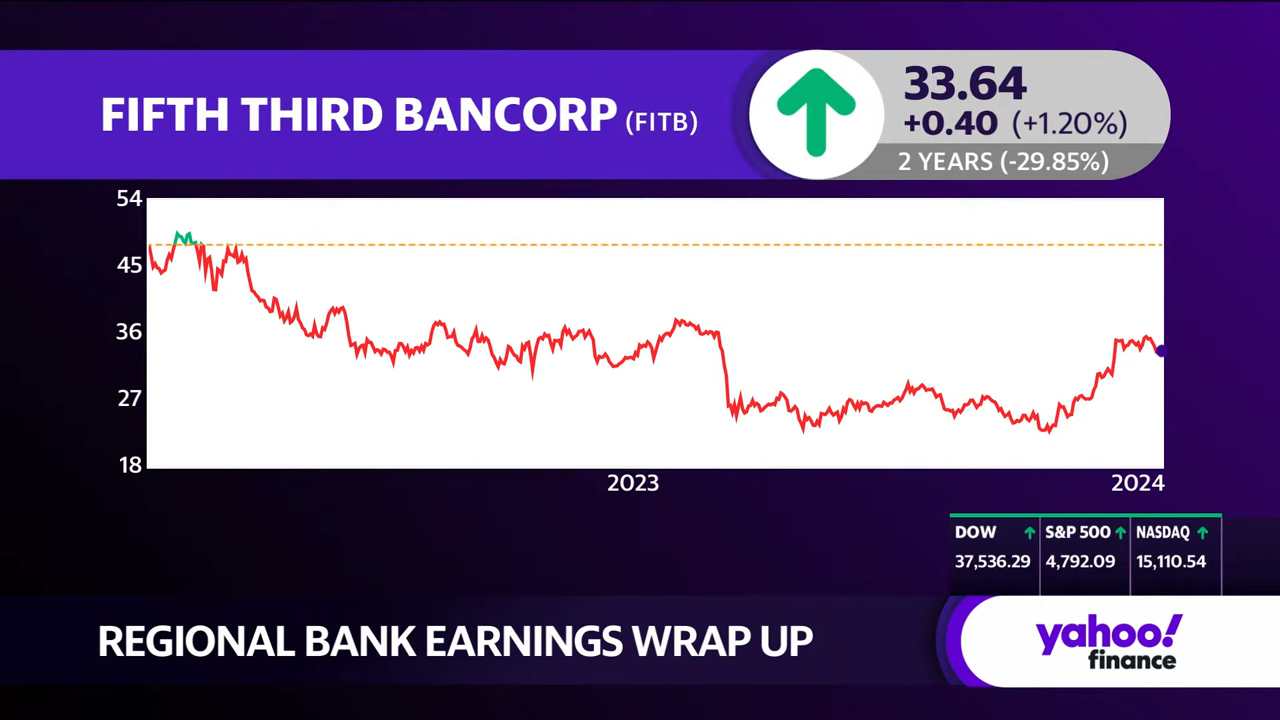 FIFTH THIRD BANCORP (FITB)
33.64
+0.40 (+1.20%)
2 YEARS (-29.85%)
54
45
36
27
18
2023 2024
DOW S&P 500 NASDAQ
37,536.29 4,792.09 15,110.54
REGIONAL BANK EARNINGS WRAP UP
yahoo!
finance